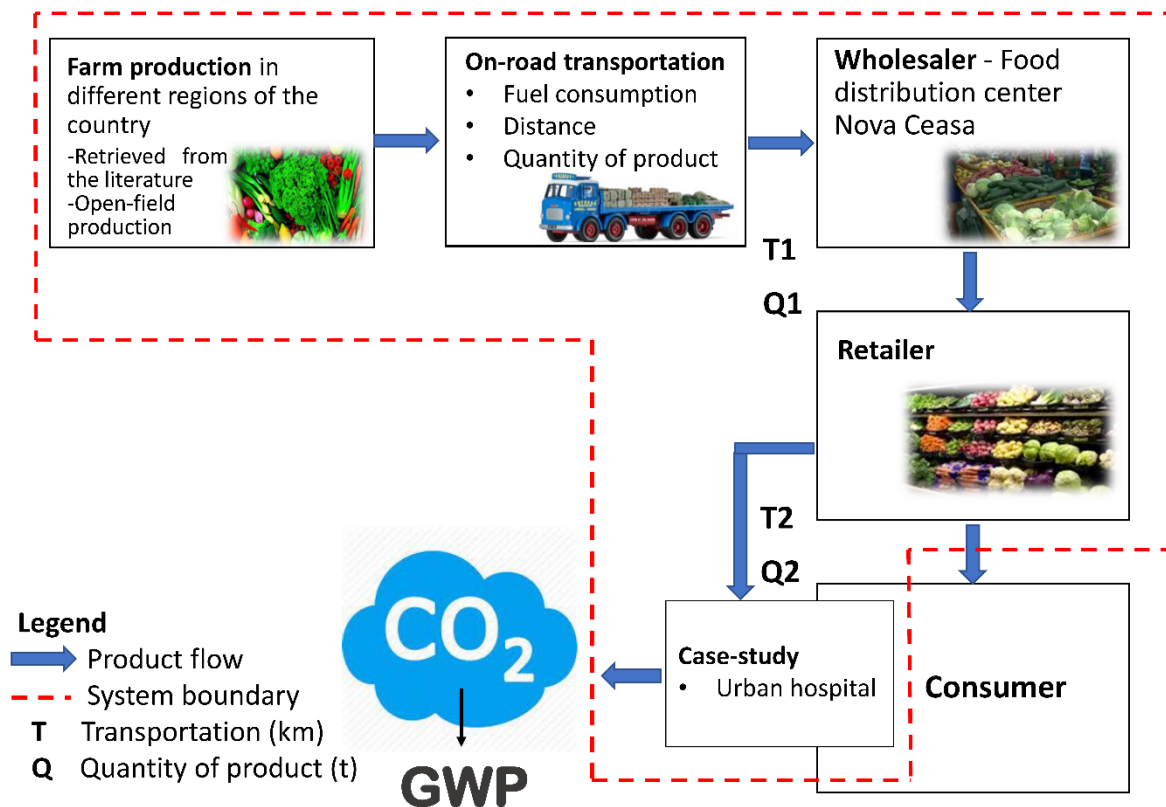 Farm production in
different regions of the
country
-Retrieved from
the literature
-Open-field
production
On-road transportation
• Fuel consumption
• Distance
• Quantity of product
Wholesaler - Food
distribution center
Nova Ceasa
T1
Q1
Retailer
T2
Q2
CO2
GWP
Case-study
• Urban hospital
Consumer
Legend
Product flow
System boundary
T Transportation (km)
Q Quantity of product (t)